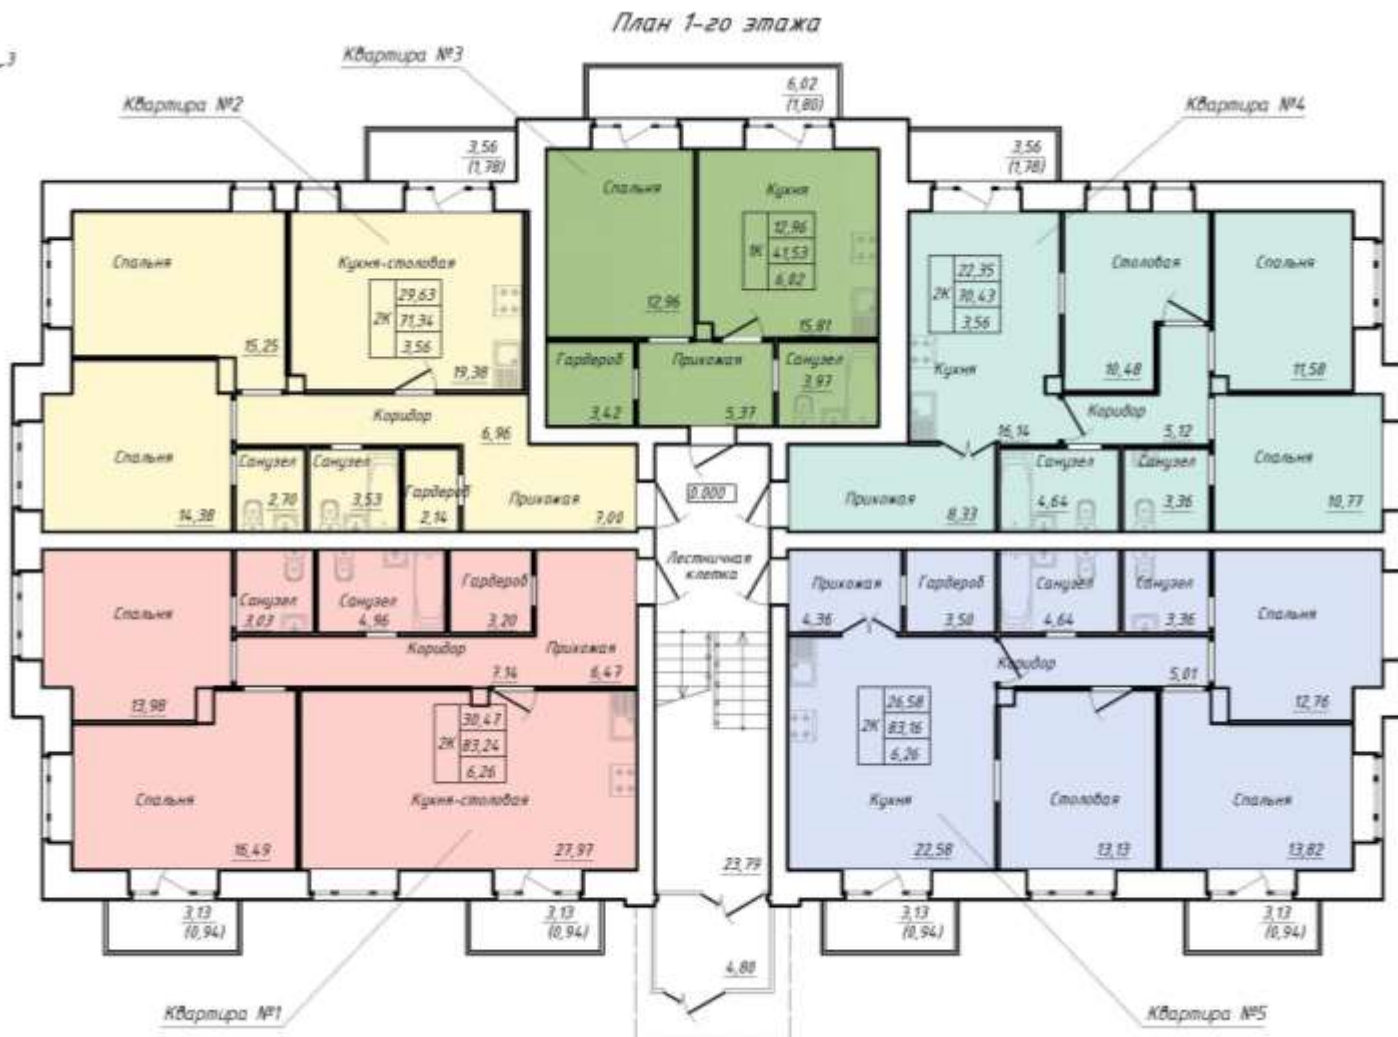 План 1-го этажа
Квартира №3
Квартира №2
Квартира №4
6,02
(1,80)
3,56
(1,78)
3,56
(1,78)
Спальня
15,25
Кухня-столовая
2К
29,63
71,34
3,56
19,38
Спальня
12,96
Кухня
1К
12,96
41,53
6,02
15,81
2К
22,35
70,43
3,56
Кухня
16,14
Столовая
10,48
Спальня
11,58
Гардероб
3,42
Прихожая
5,37
Санузел
3,97
Спальня
14,38
Коридор
6,96
Санузел
2,70
Санузел
3,53
Гардероб
2,14
Прихожая
7,00
0.000
Коридор
5,12
Прихожая
8,33
Санузел
4,64
Санузел
3,36
Спальня
10,77
Лестничная
клетка
Спальня
13,98
Санузел
3,03
Санузел
4,96
Гардероб
3,20
Коридор
7,14
Прихожая
6,47
Прихожая
4,36
Гардероб
3,50
Санузел
4,64
Санузел
3,36
Коридор
5,01
Спальня
12,76
Спальня
16,49
2К
30,47
83,24
6,26
Кухня-столовая
27,97
23,79
2К
26,58
83,16
6,26
Кухня
22,58
Столовая
13,13
Спальня
13,82
3,13
(0,94)
3,13
(0,94)
3,13
(0,94)
3,13
(0,94)
4,80
Квартира №1
Квартира №5